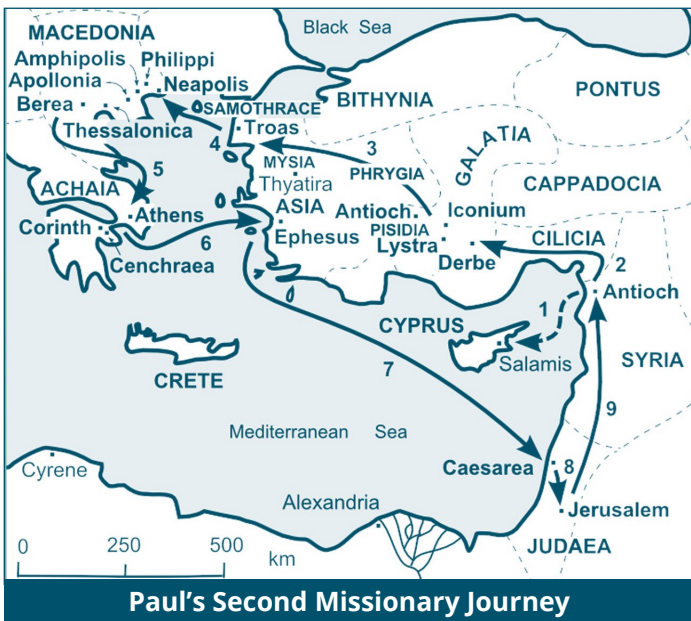 Black Sea
MACEDONIA
Amphipolis
Philippi
Apollonia
Neapolis
Berea
SAMOTHRACE
BITHYNIA
PONTUS
Thessalonica
4
Troas
3
GALATIA
MYSIA
5
PHRYGIA
Thyatira
CAPPADOCIA
ACHAIA
ASIA
Antioch
Iconium
Athens
PISIDIA
Corinth
6
Ephesus
Lystra
CILICIA
Cenchraea
Derbe
2
Antioch
1
CYPRUS
Salamis
SYRIA
7
CRETE
9
Mediterranean Sea
Caesarea
8
Cyrene
Alexandria
Jerusalem
JUDAEA
0 250 500
km
Paul's Second Missionary Journey